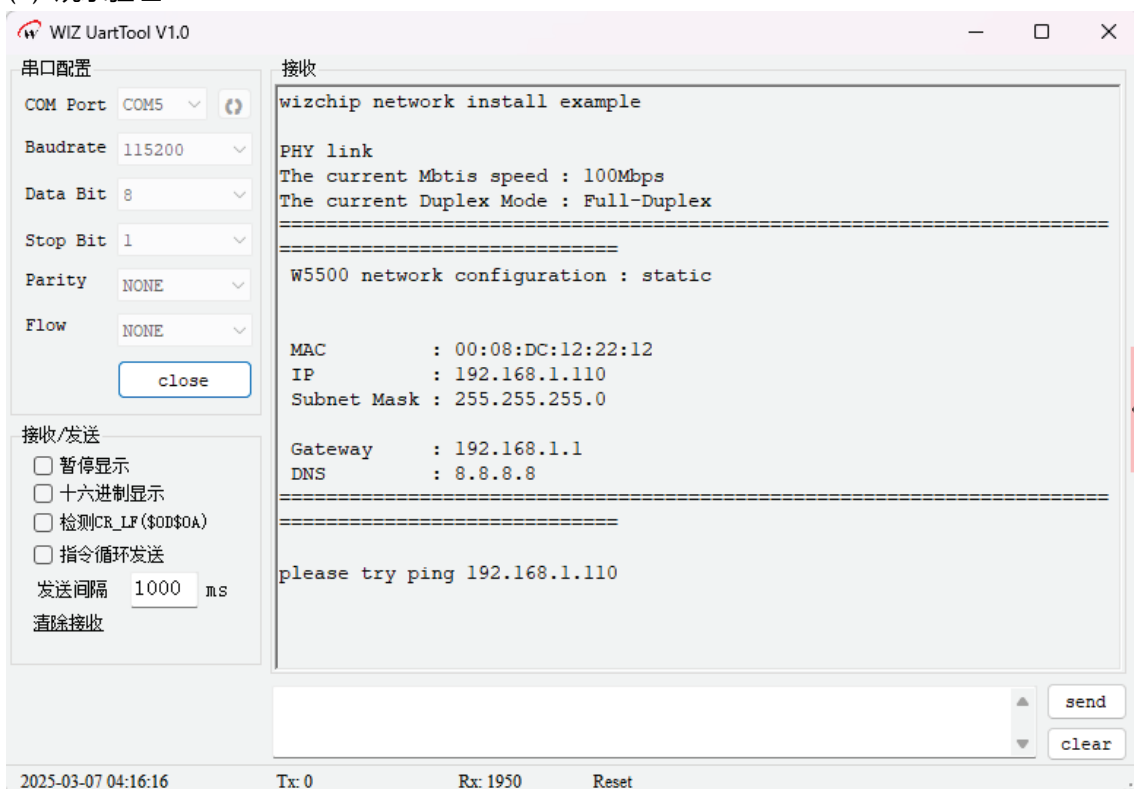 WIZ UartTool V1.0
串口配置
COM Port COM5
Baudrate 115200
Data Bit 8
Stop Bit 1
Parity NONE
Flow NONE
close
接收/发送
暂停显示
十六进制显示
检测CR_LF($0D$0A)
指令循环发送
发送间隔 1000 ms
清除接收
接收
wizchip network install example
PHY link
The current Mbtis speed : 100Mbps
The current Duplex Mode : Full-Duplex
=======================================================================
=============================
W5500 network configuration : static
MAC : 00:08:DC:12:22:12
IP : 192.168.1.110
Subnet Mask : 255.255.255.0
Gateway : 192.168.1.1
DNS : 8.8.8.8
=======================================================================
=============================
please try ping 192.168.1.110
send
clear
2025-03-07 04:16:16 Tx: 0 Rx: 1950 Reset